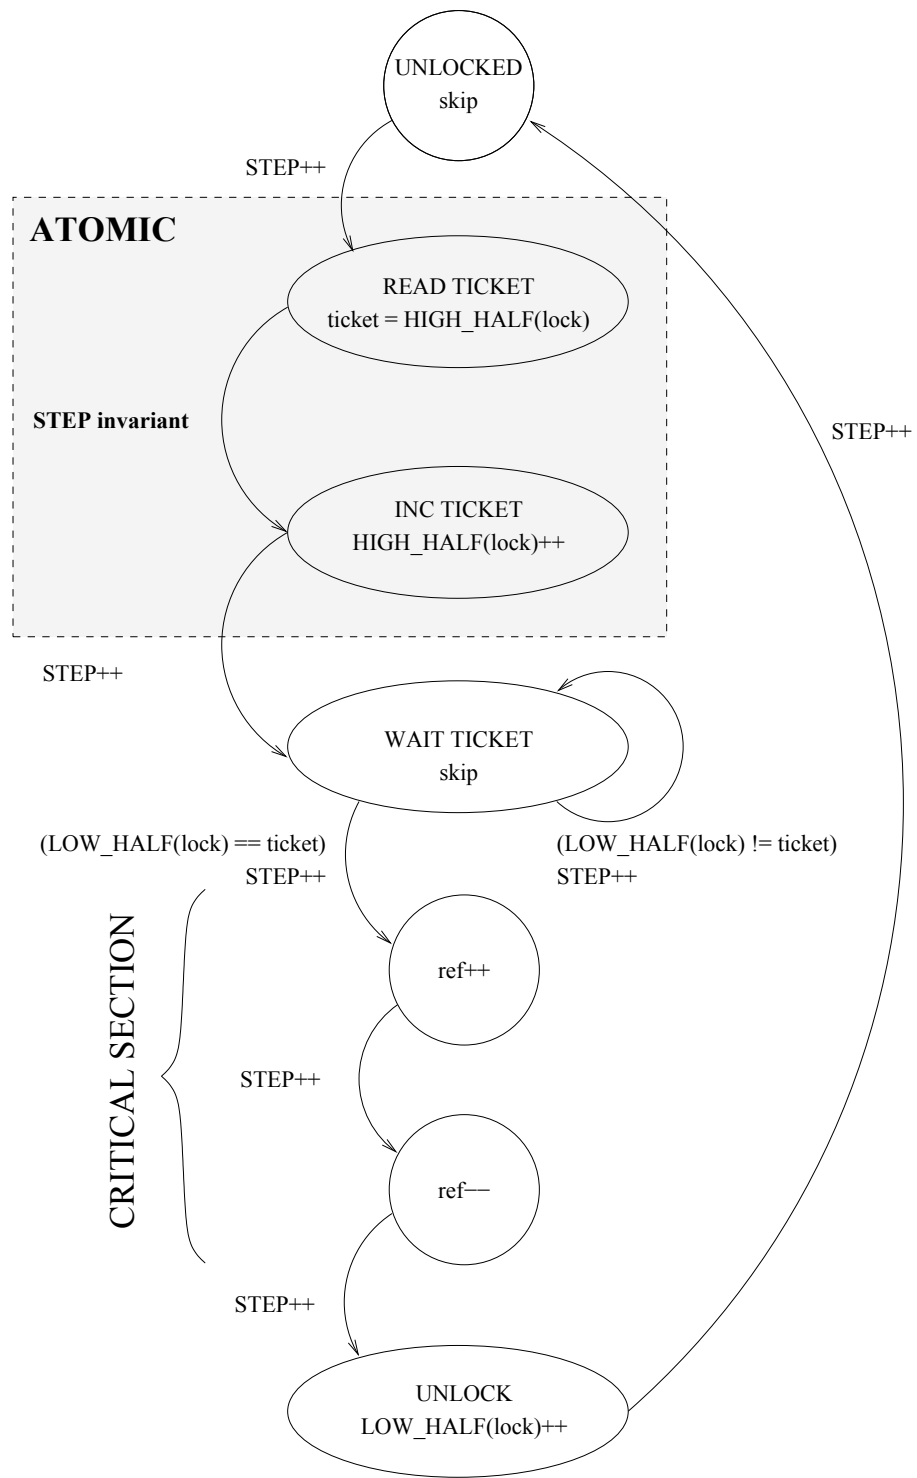 UNLOCKED
skip
STEP++
ATOMIC
READ TICKET
ticket = HIGH_HALF(lock)
STEP invariant
STEP++
INC TICKET
HIGH_HALF(lock)++
STEP++
WAIT TICKET
skip
(LOW_HALF(lock) == ticket)
STEP++
(LOW_HALF(lock) != ticket)
STEP++
CRITICAL SECTION
ref++
STEP++
ref−−
STEP++
UNLOCK
LOW_HALF(lock)++